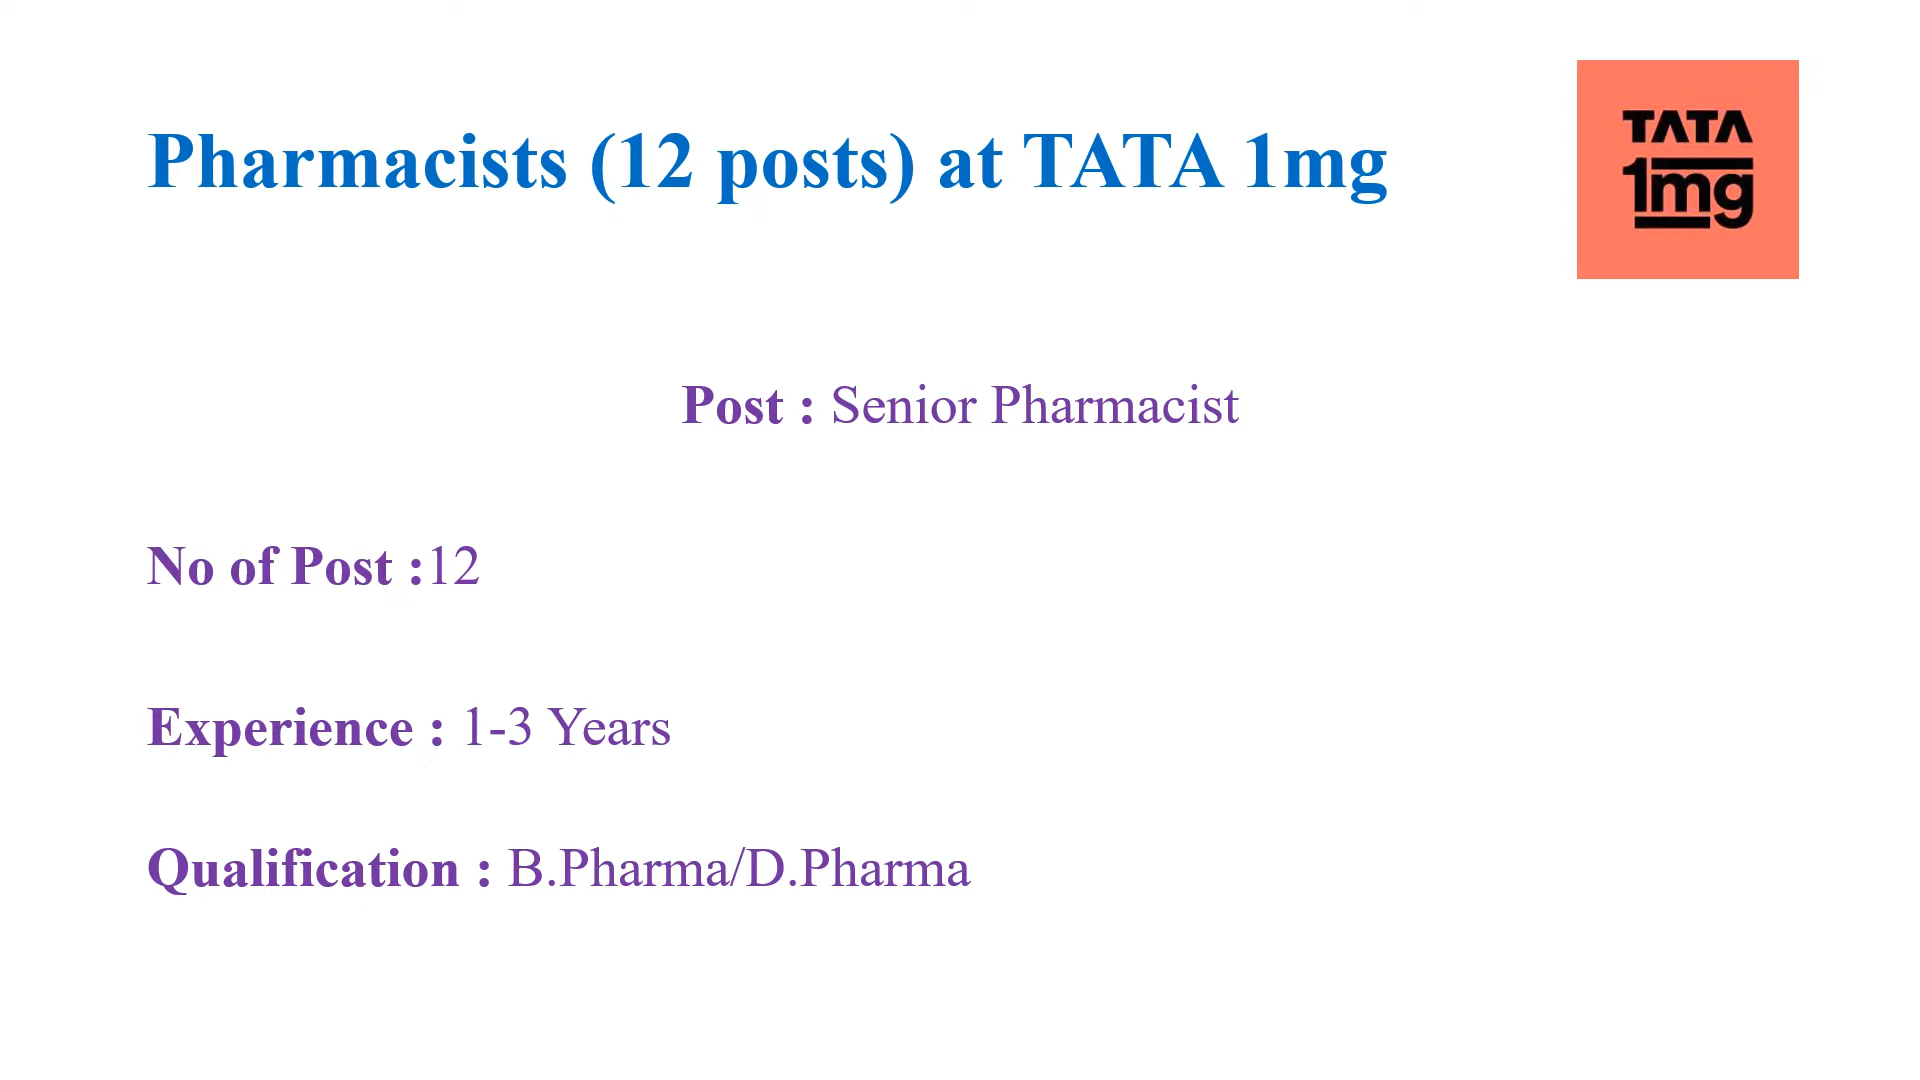 Pharmacists (12 posts) at TATA 1mg
TATA
1mg
Post : Senior Pharmacist
No of Post :12
Experience : 1-3 Years
Qualification : B.Pharma/D.Pharma